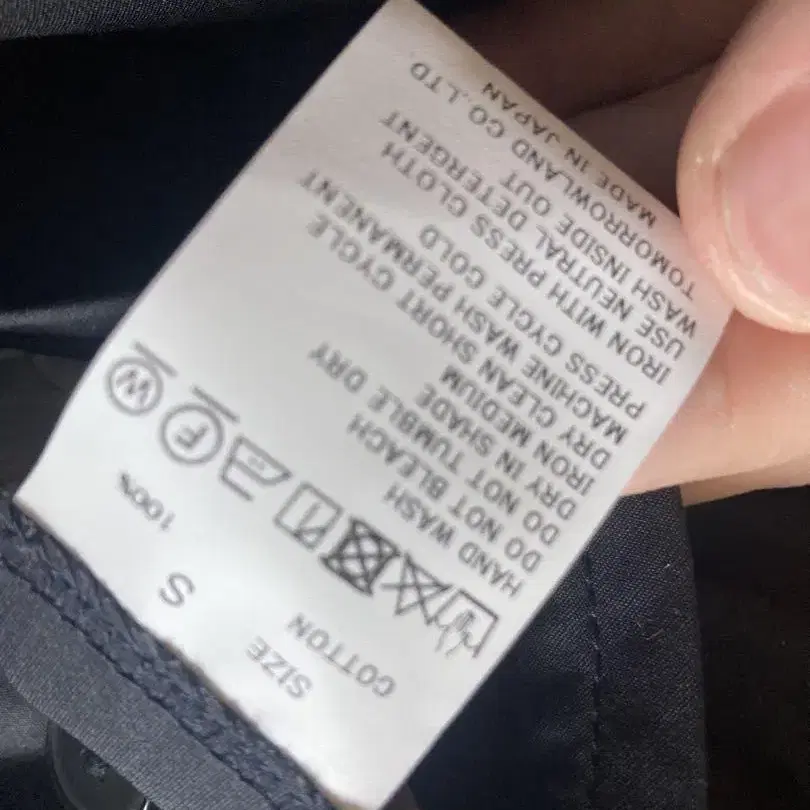 SIZE S
COTTON 100%
F W
HAND WASH
DO NOT BLEACH
DO NOT TUMBLE DRY
DRY IN SHADE
IRON MEDIUM
DRY CLEAN SHORT CYCLE
MACHINE WASH PERMANENT
PRESS CYCLE COLD
IRON WITH PRESS CLOTH
USE NEUTRAL DETERGENT
WASH INSIDE OUT
TOMORROWLAND CO.,LTD
MADE IN JAPAN